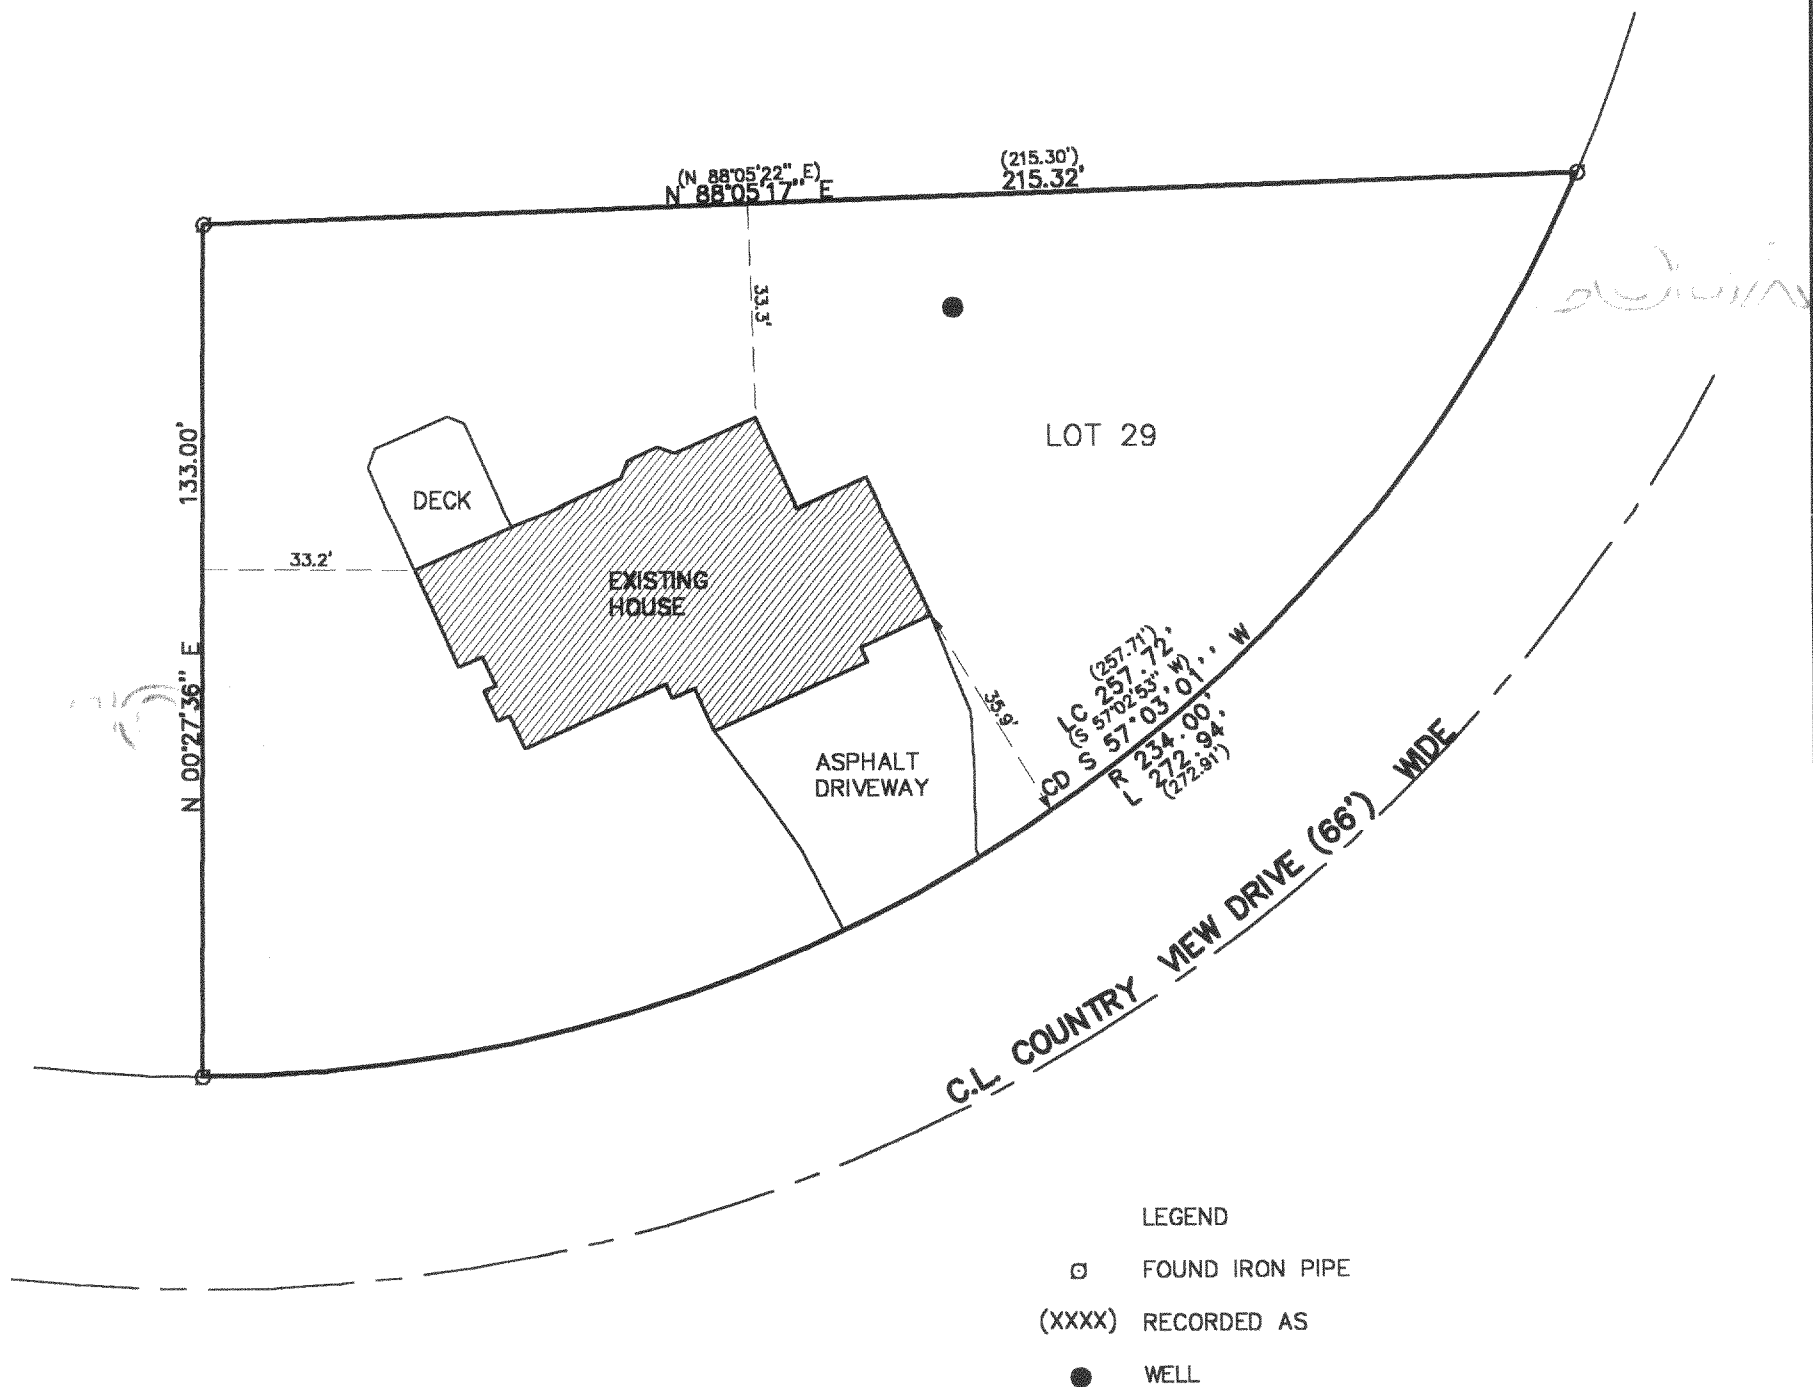 (N 88°05'22" E)
N 88°05'17" E
(215.30')
215.32'
33.3'
LOT 29
133.00'
N 00°27'36" E
DECK
33.2'
EXISTING
HOUSE
35.9'
(257.71')
LC 257.72'
(S 57°02'53" W)
CD S 57°03'01'' W
R 234.00'
L 272.94'
(272.91')
ASPHALT
DRIVEWAY
C.L. COUNTRY VIEW DRIVE (66') WIDE
LEGEND
FOUND IRON PIPE
(XXXX) RECORDED AS
WELL